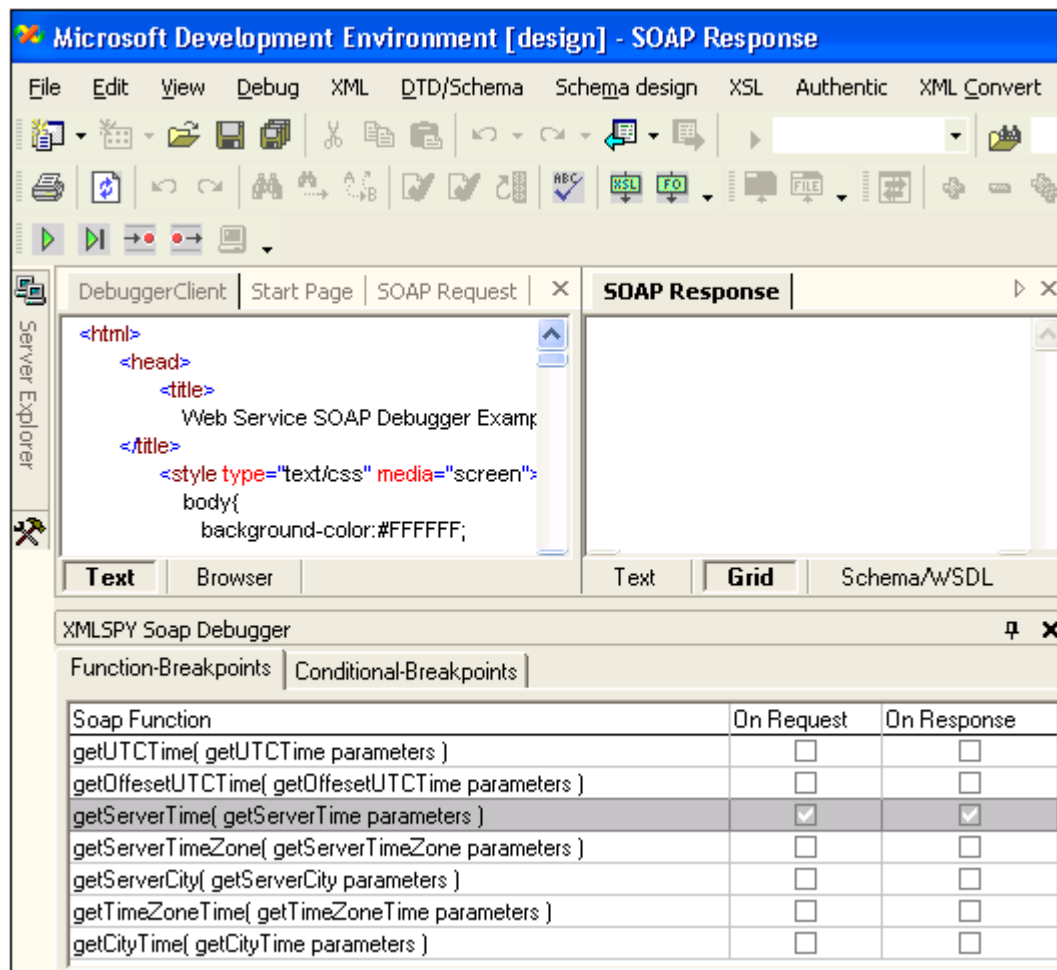 Microsoft Development Environment [design] - SOAP Response
File Edit View Debug XML DTD/Schema Schema design XSL Authentic XML Convert
ABC
XSL FO FILE
B
DebuggerClient Start Page SOAP Request
SOAP Response
Server Explorer
<html>
<head>
<title>
Web Service SOAP Debugger Examp
</title>
<style type="text/css" media="screen">
body{
background-color:#FFFFFF;
Text Browser
Text Grid Schema/WSDL
XMLSPY Soap Debugger
Function-Breakpoints Conditional-Breakpoints
Soap Function On Request On Response
getUTCTime( getUTCTime parameters )
getOffesetUTCTime( getOffesetUTCTime parameters )
getServerTime( getServerTime parameters )
getServerTimeZone( getServerTimeZone parameters )
getServerCity( getServerCity parameters )
getTimeZoneTime( getTimeZoneTime parameters )
getCityTime( getCityTime parameters )